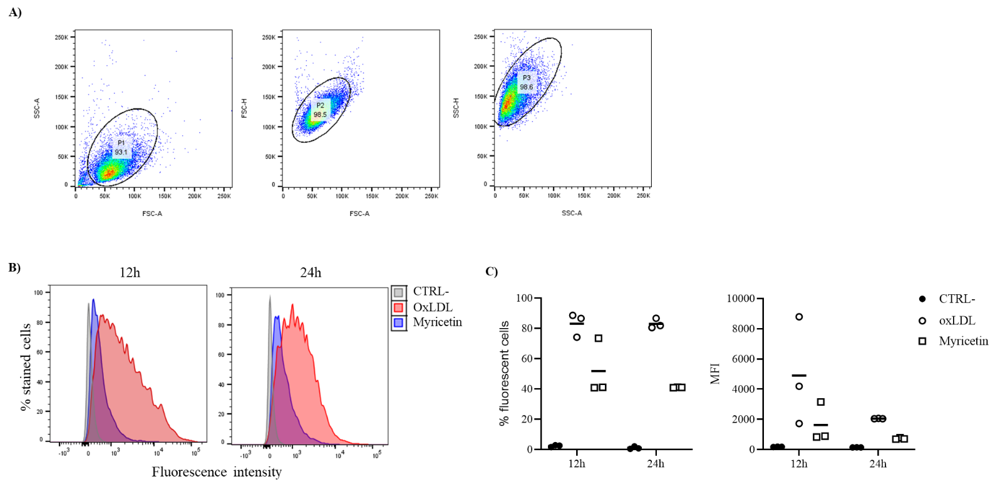 A)
250K
200K
150K
100K
50K
0
SSC-A
P1
93.1
0 50K 100K 150K 200K 250K
FSC-A
250K
200K
150K
100K
50K
0
FSC-H
P2
98.5
0 50K 100K 150K 200K 250K
FSC-A
250K
200K
150K
100K
50K
0
SSC-H
P3
98.6
0 50K 100K 150K 200K 250K
SSC-A
B)
12h
24h
% stained cells
100
80
60
40
20
0
-10³ 0 10³ 10⁴ 10⁵
100
80
60
40
20
0
-10³ 0 10³ 10⁴ 10⁵
CTRL-
OxLDL
Myricetin
Fluorescence intensity
C)
% fluorescent cells
100
80
60
40
20
0
12h 24h
MFI
10000
8000
6000
4000
2000
0
12h 24h
CTRL-
oxLDL
Myricetin